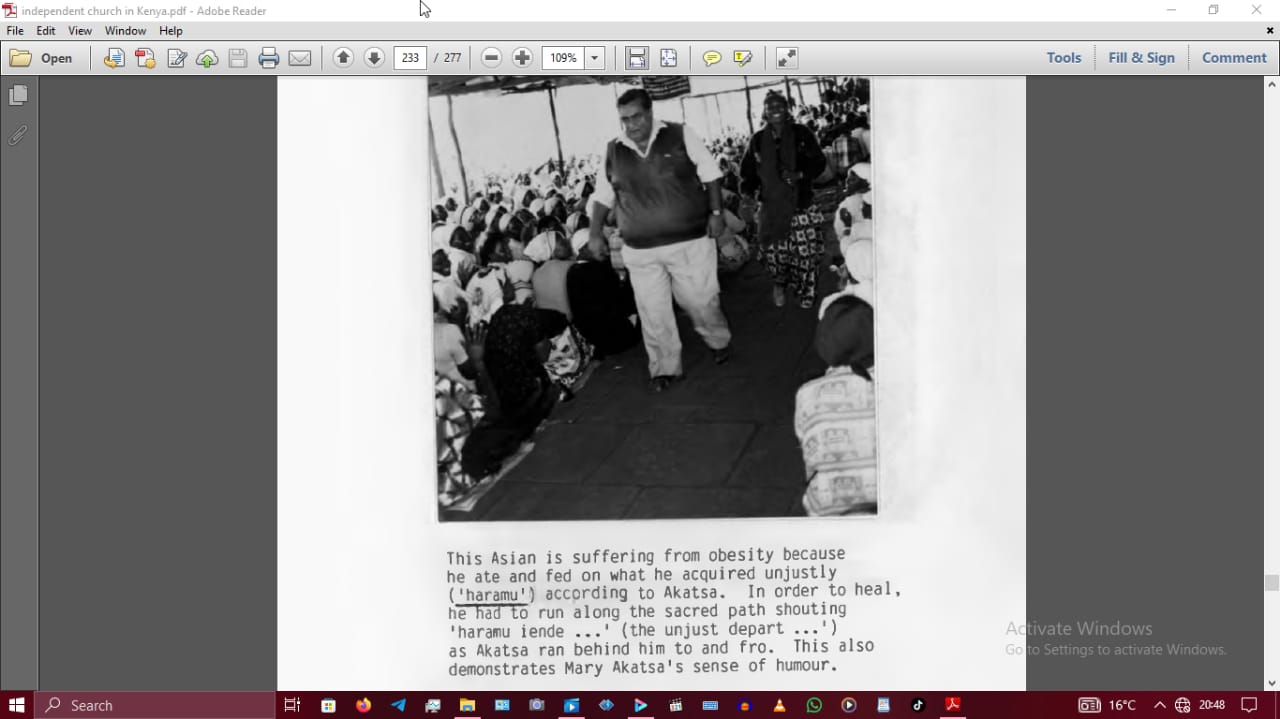 independent church in Kenya.pdf - Adobe Reader
File Edit View Window Help
Open 233 / 277 109% Tools Fill & Sign Comment
This Asian is suffering from obesity because
he ate and fed on what he acquired unjustly
('haramu') according to Akatsa. In order to heal,
he had to run along the sacred path shouting
'haramu iende ...' (the unjust depart ...')
as Akatsa ran behind him to and fro. This also
demonstrates Mary Akatsa's sense of humour.
Activate Windows
Go to Settings to activate Windows.
Search 16°C 20:48